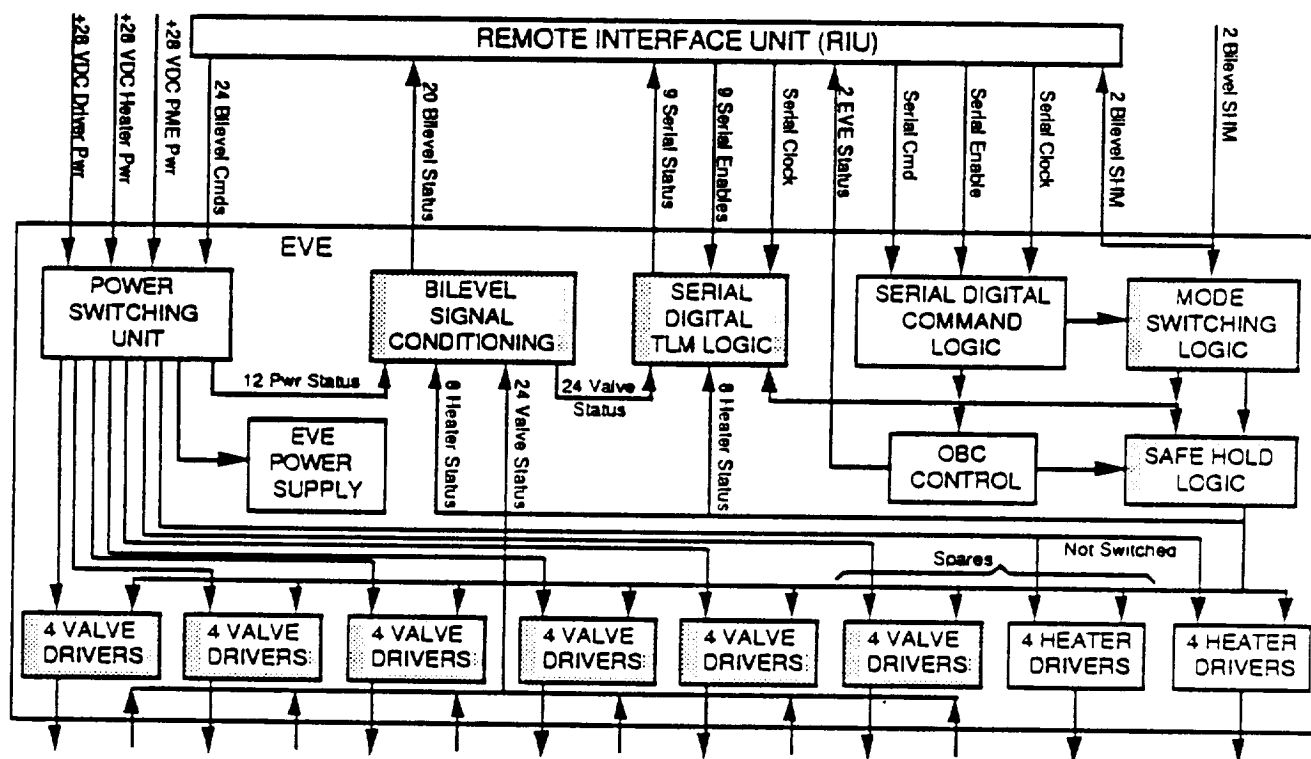 REMOTE INTERFACE UNIT (RIU)
+28 VDC Driver Pwr
+28 VDC Heater Pwr
+28 VDC PME Pwr
24 Bilevel Cmds
20 Bilevel Status
9 Serial Status
9 Serial Enables
Serial Clock
2 EVE Status
Serial Cmd
Serial Enable
Serial Clock
2 Bilevel SHM
2 Bilevel SHM
EVE
POWER
SWITCHING
UNIT
BILEVEL
SIGNAL
CONDITIONING
SERIAL
DIGITAL
TLM LOGIC
SERIAL DIGITAL
COMMAND
LOGIC
MODE
SWITCHING
LOGIC
12 Pwr Status
8 Heater Status
24 Valve Status
24 Valve
Status
8 Heater Status
EVE
POWER
SUPPLY
OBC
CONTROL
SAFE HOLD
LOGIC
Spares
Not Switched
4 VALVE
DRIVERS
4 VALVE
DRIVERS
4 VALVE
DRIVERS
4 VALVE
DRIVERS
4 VALVE
DRIVERS
4 VALVE
DRIVERS
4 HEATER
DRIVERS
4 HEATER
DRIVERS